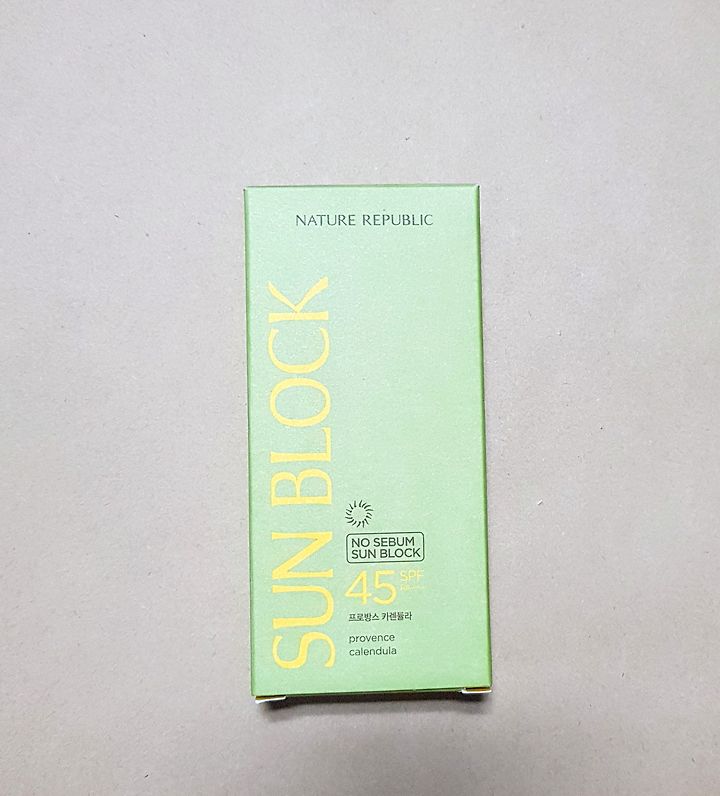 NATURE REPUBLIC
SUN BLOCK
NO SEBUM
SUN BLOCK
45 SPF
프로방스 카렌듈라
provence
calendula